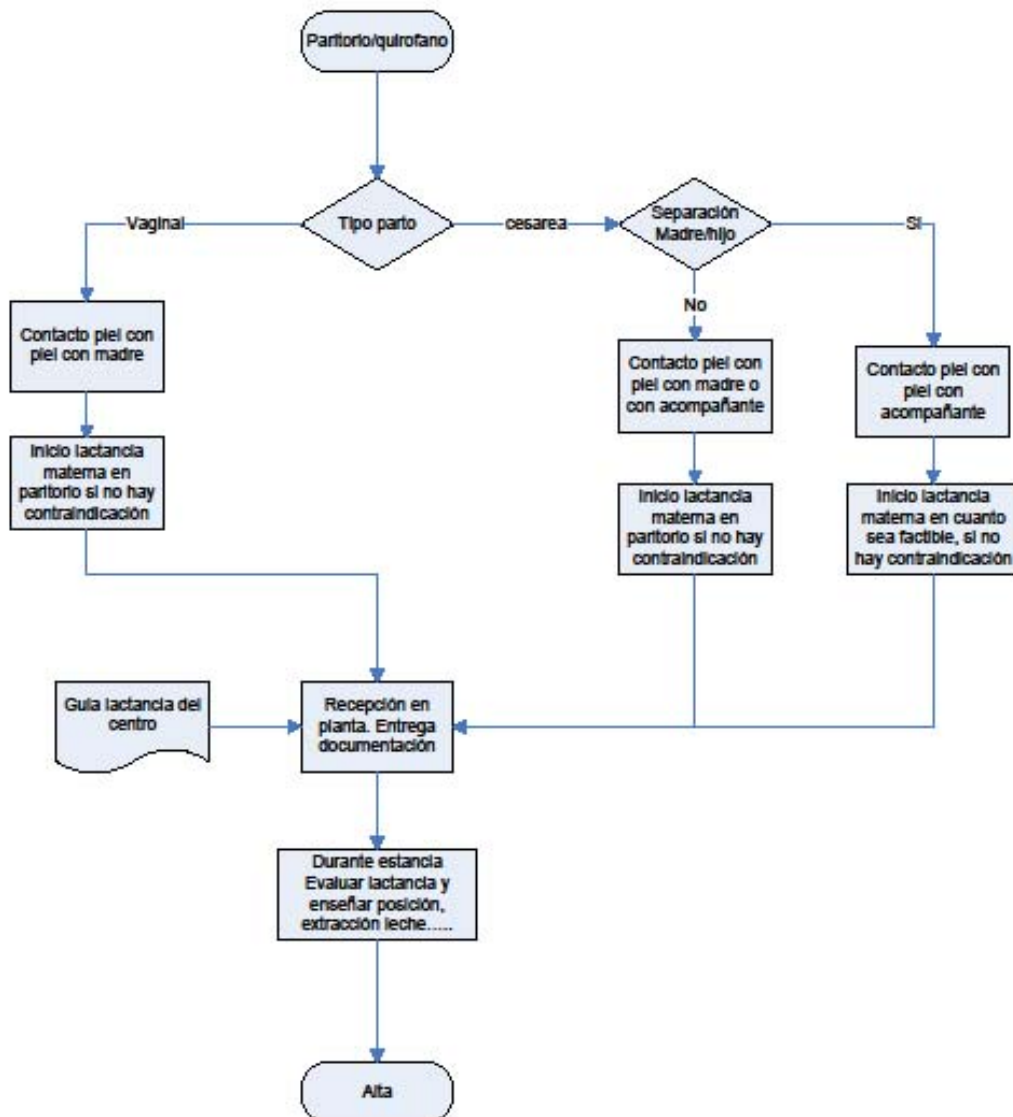 Paritorio/quirofano
Vaginal
Tipo parto
cesarea
Separación
Madre/hijo
Si
No
Contacto piel con
piel con madre
Contacto piel con
piel con madre o
con acompañante
Contacto piel con
piel con
acompañante
Inicio lactancia
materna en
paritorio si no hay
contraindicación
Inicio lactancia
materna en
paritorio si no hay
contraindicación
Inicio lactancia
materna en cuanto
sea factible, si no
hay contraindicación
Guia lactancia del
centro
Recepción en
planta. Entrega
documentación
Durante estancia
Evaluar lactancia y
enseñar posición,
extracción leche.....
Alta